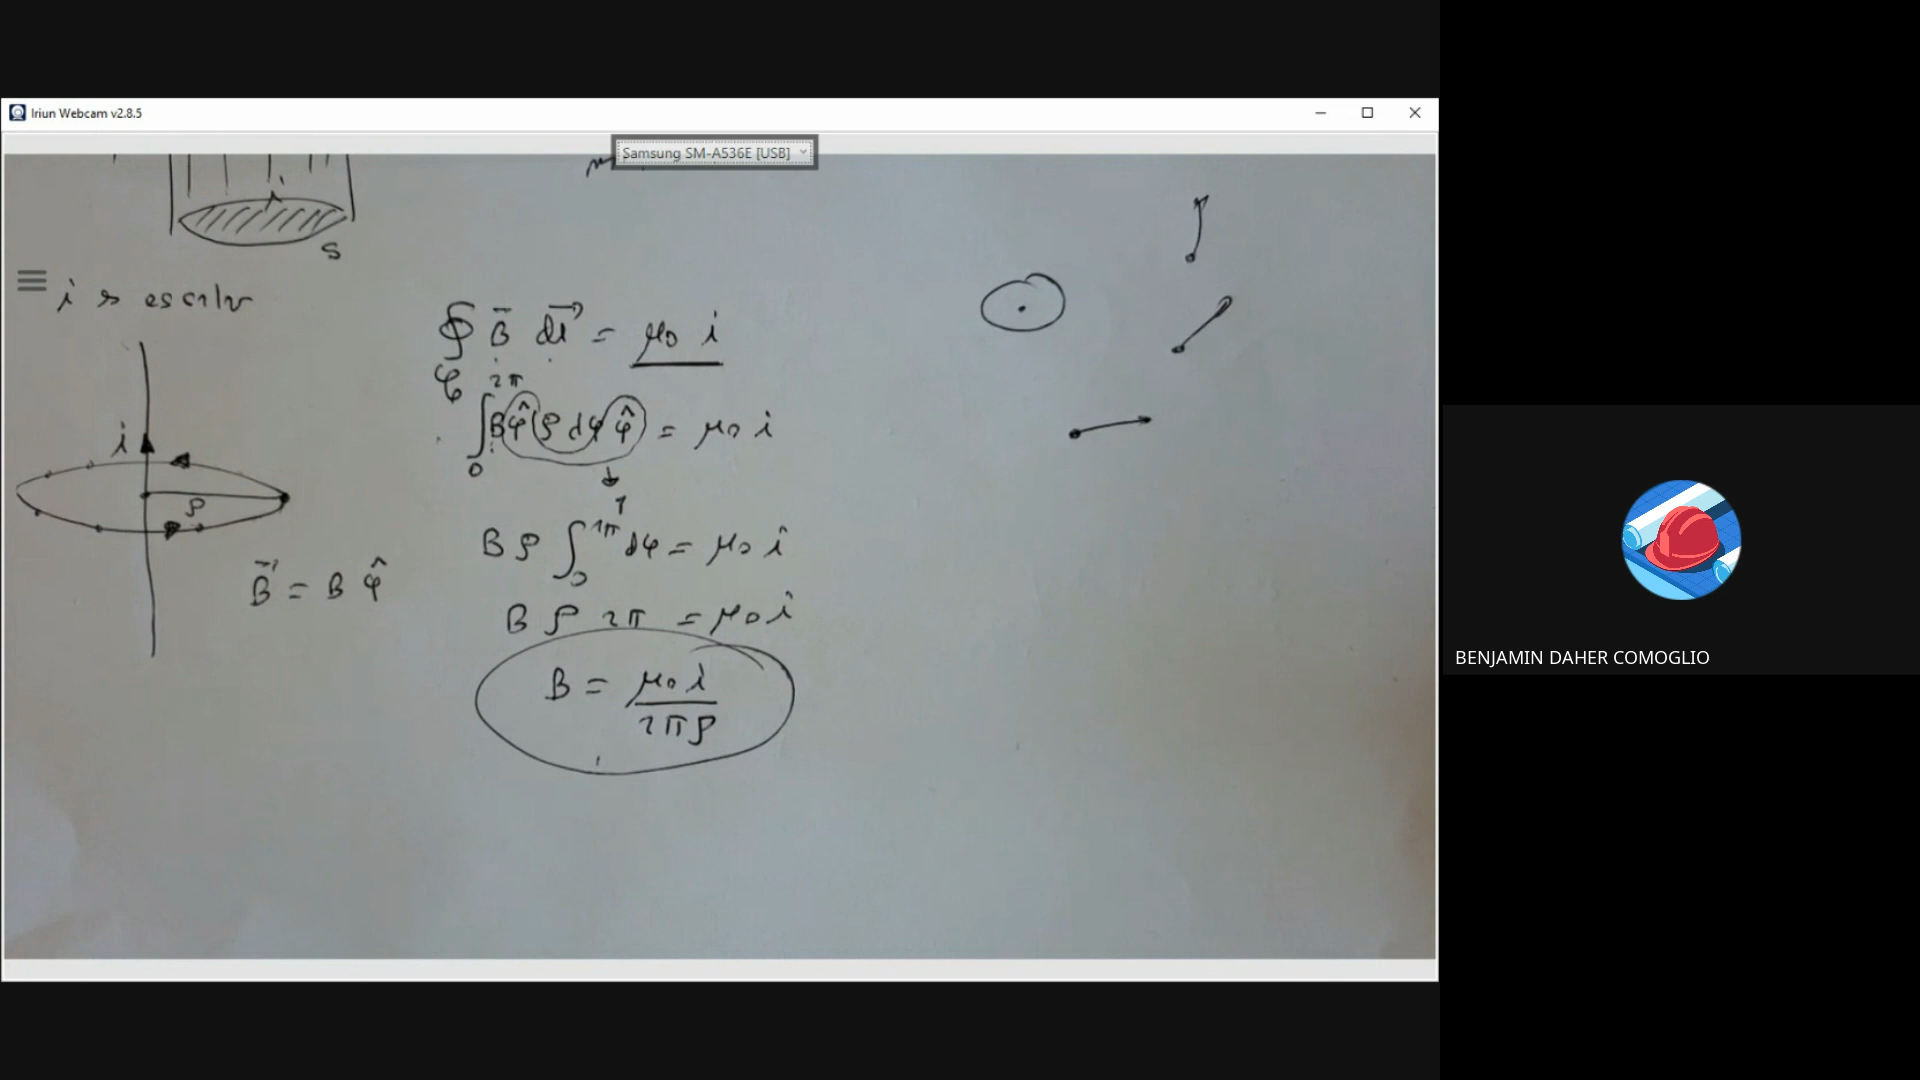 Iriun Webcam v2.8.5
Samsung SM-A536E [USB]
S
i es escalar
∮ B⃗ dl⃗ = μ₀ i
φ
2π
∫ B φ̂ (ρ dφ φ̂) = μ₀ i
0
1
i
ρ
B ρ ∫₀^2π dφ = μ₀ i
B⃗ = B φ̂
B ρ 2π = μ₀ i
B = μ₀ i / 2πρ
BENJAMIN DAHER COMOGLIO